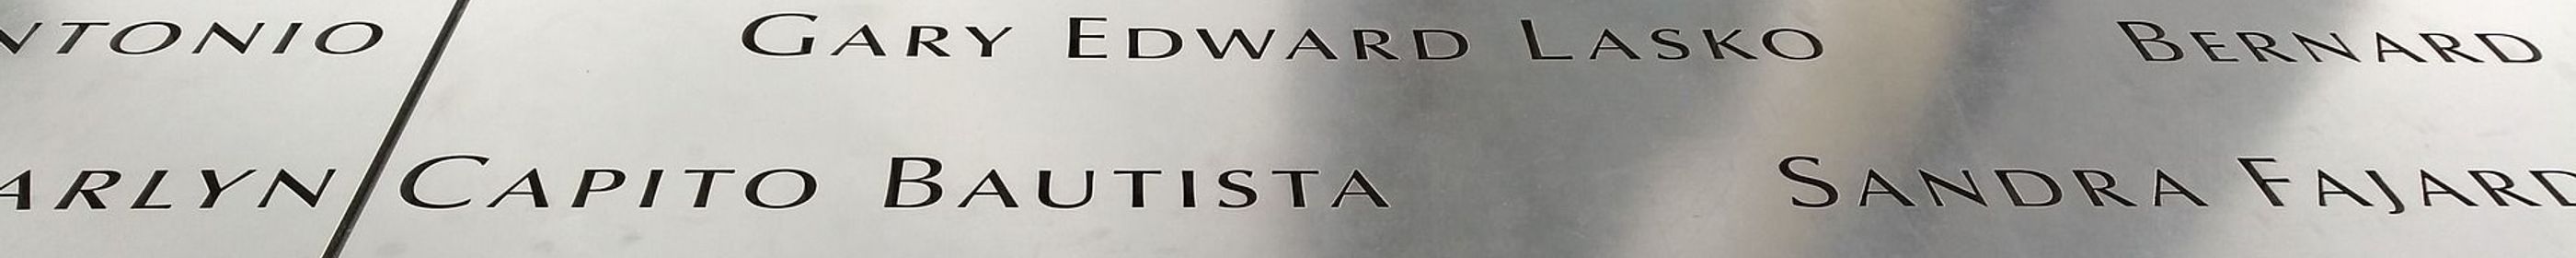 NTONIO GARY EDWARD LASKO BERNARD
ARLYN CAPITO BAUTISTA SANDRA FAJARD